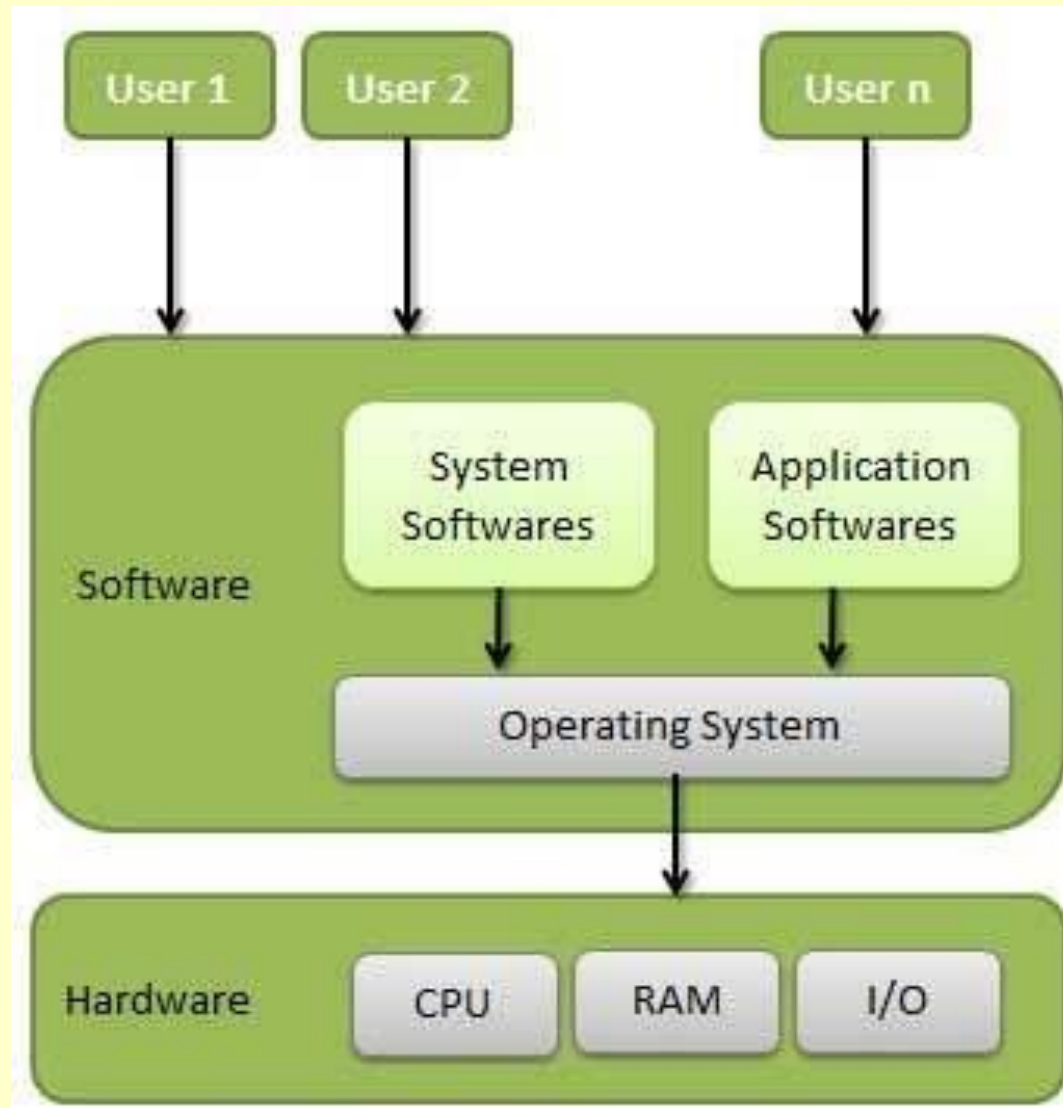 User 1
User 2
User n
System
Softwares
Application
Softwares
Software
Operating System
Hardware
CPU
RAM
I/O